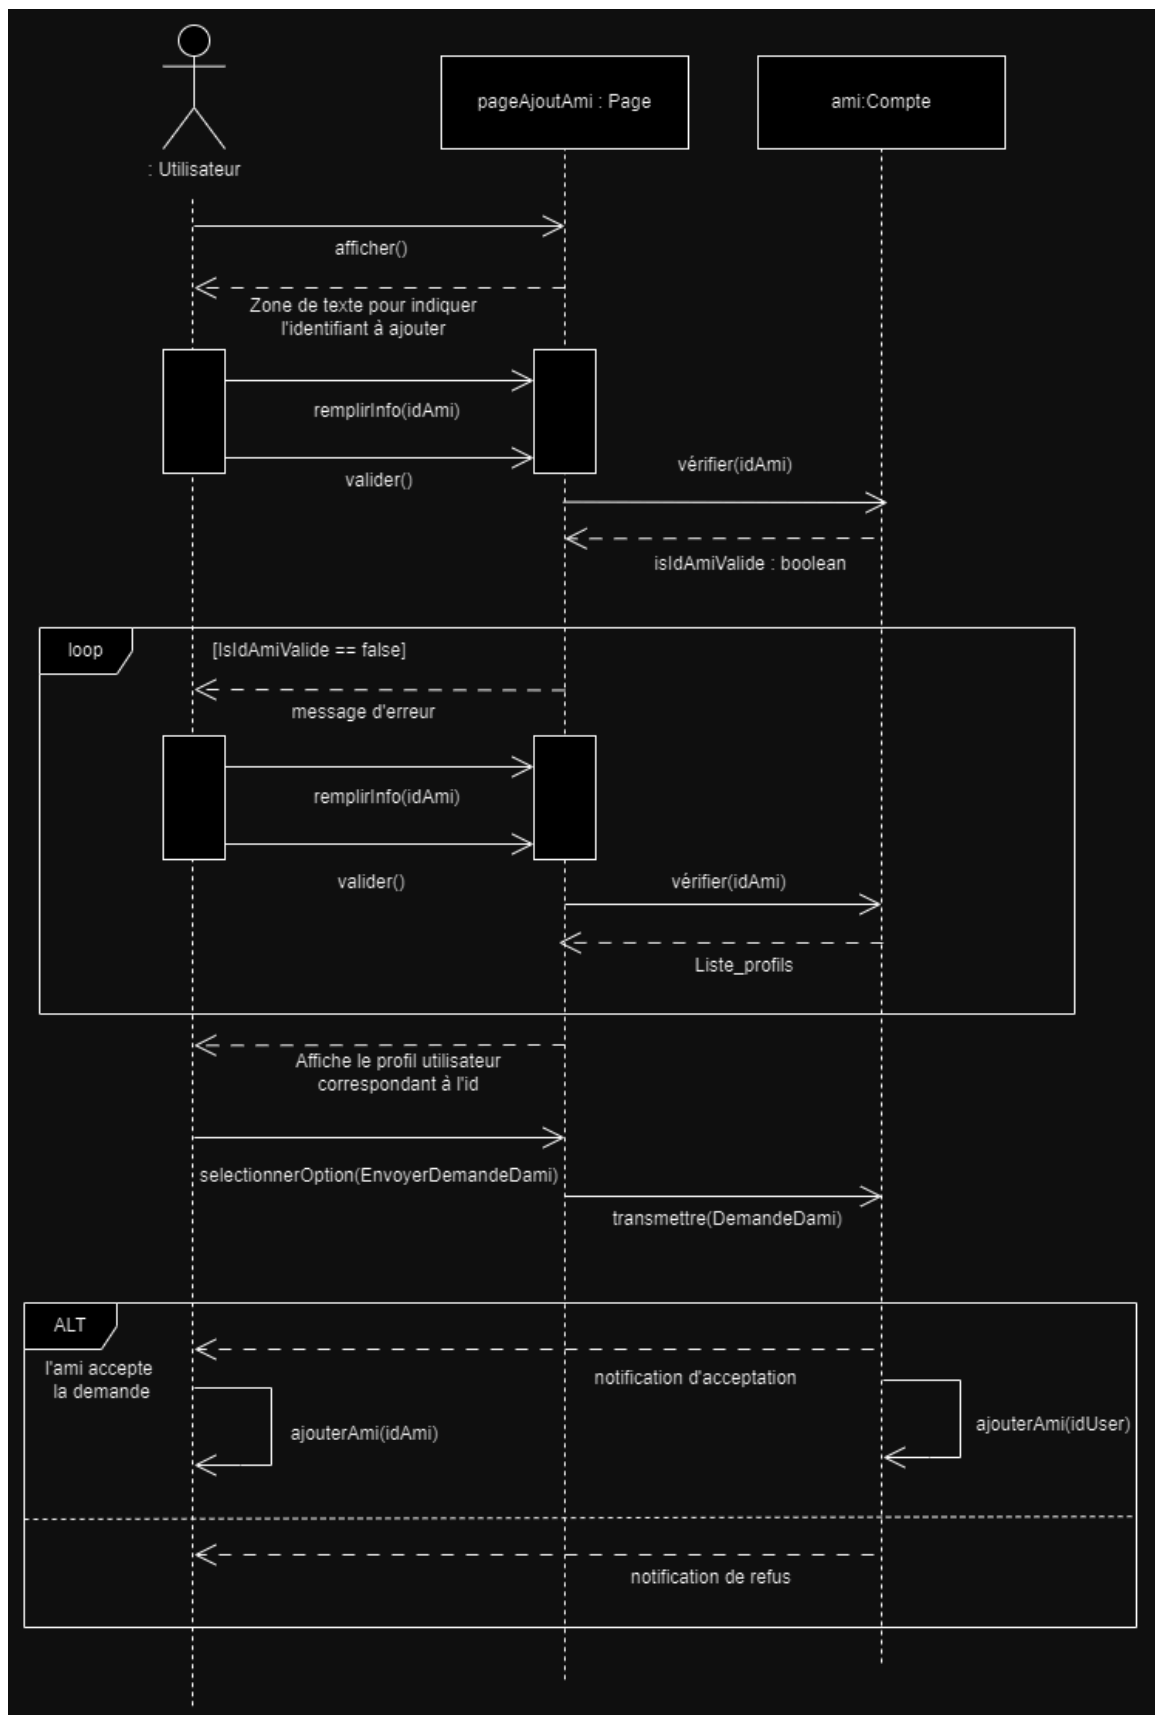 : Utilisateur
pageAjoutAmi : Page
ami:Compte
afficher()
Zone de texte pour indiquer
l'identifiant à ajouter
remplirInfo(idAmi)
valider()
vérifier(idAmi)
isIdAmiValide : boolean
loop
[IsIdAmiValide == false]
message d'erreur
remplirInfo(idAmi)
valider()
vérifier(idAmi)
Liste_profils
Affiche le profil utilisateur
correspondant à l'id
selectionnerOption(EnvoyerDemandeDami)
transmettre(DemandeDami)
ALT
l'ami accepte
la demande
notification d'acceptation
ajouterAmi(idAmi)
ajouterAmi(idUser)
notification de refus